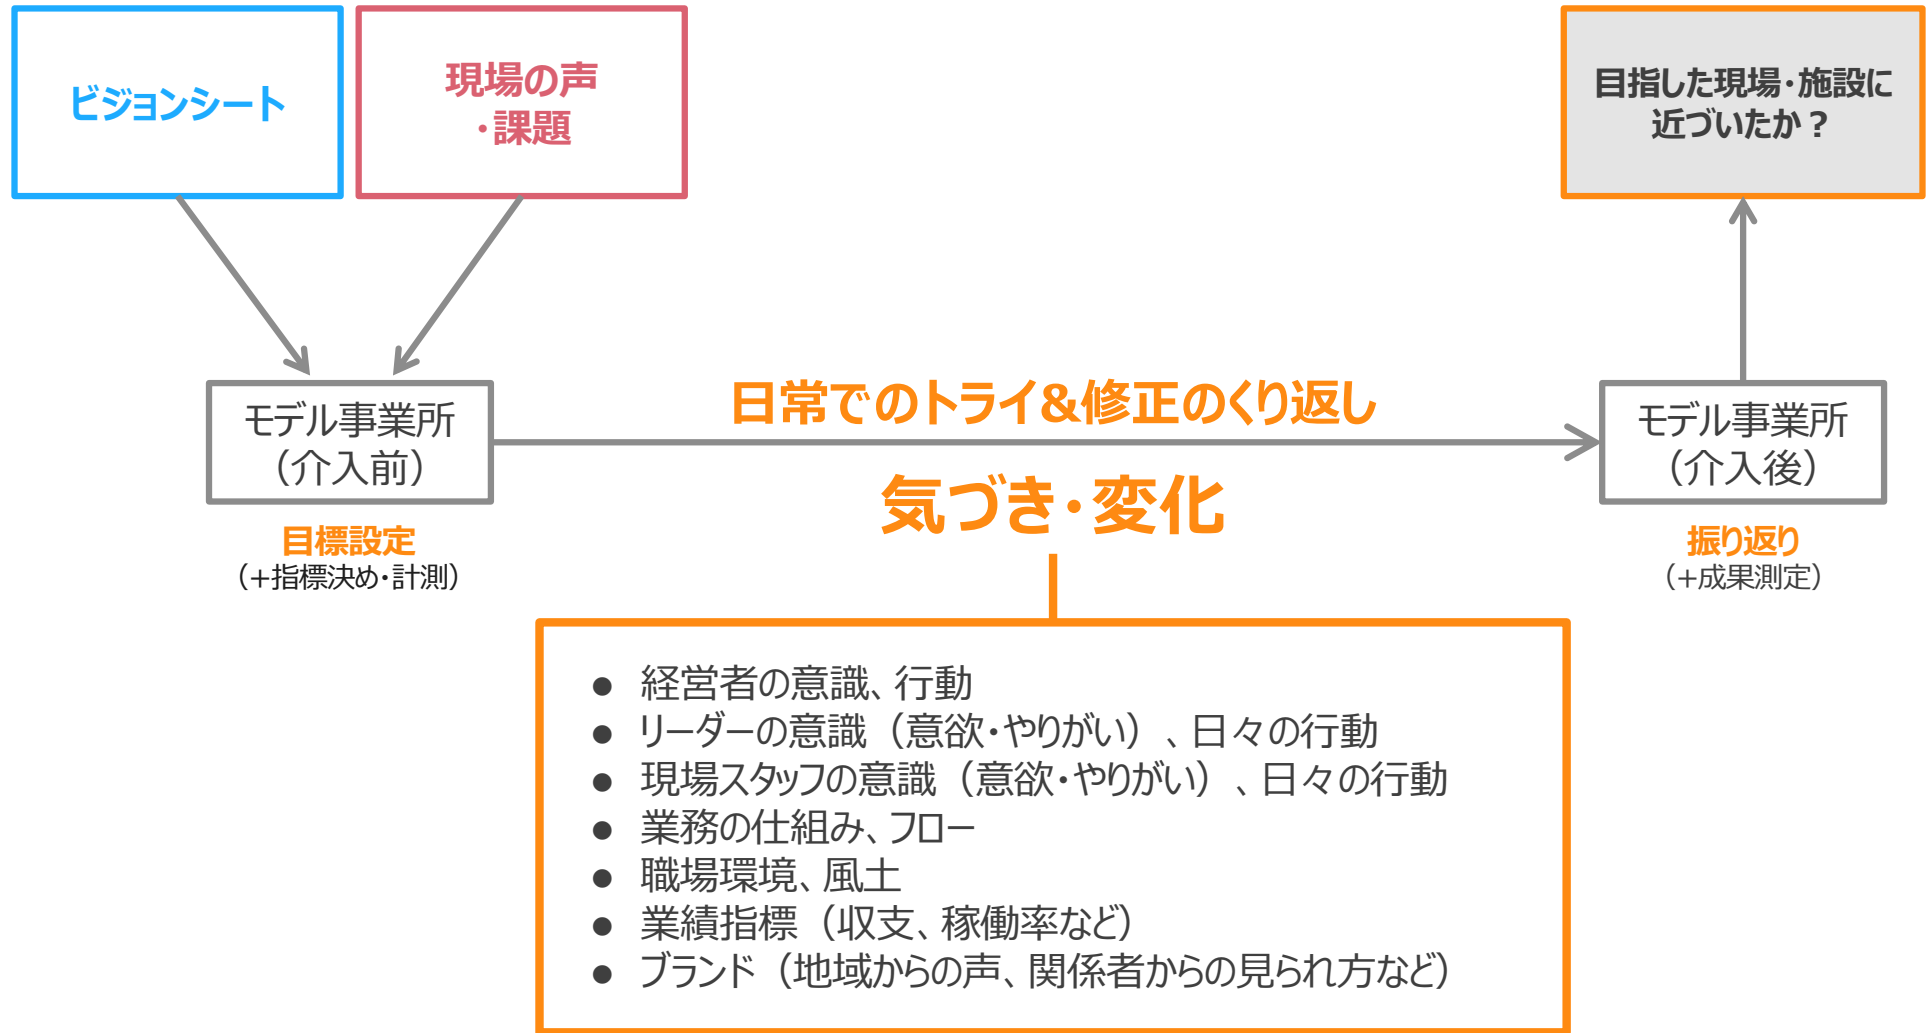 ビジョンシート
現場の声
・課題
目指した現場・施設に
近づいたか？
モデル事業所
（介入前）
目標設定
（+指標決め・計測）
日常でのトライ&修正のくり返し
気づき・変化
モデル事業所
（介入後）
振り返り
（+成果測定）
● 経営者の意識、行動
● リーダーの意識（意欲・やりがい）、日々の行動
● 現場スタッフの意識（意欲・やりがい）、日々の行動
● 業務の仕組み、フロー
● 職場環境、風土
● 業績指標（収支、稼働率など）
● ブランド（地域からの声、関係者からの見られ方など）